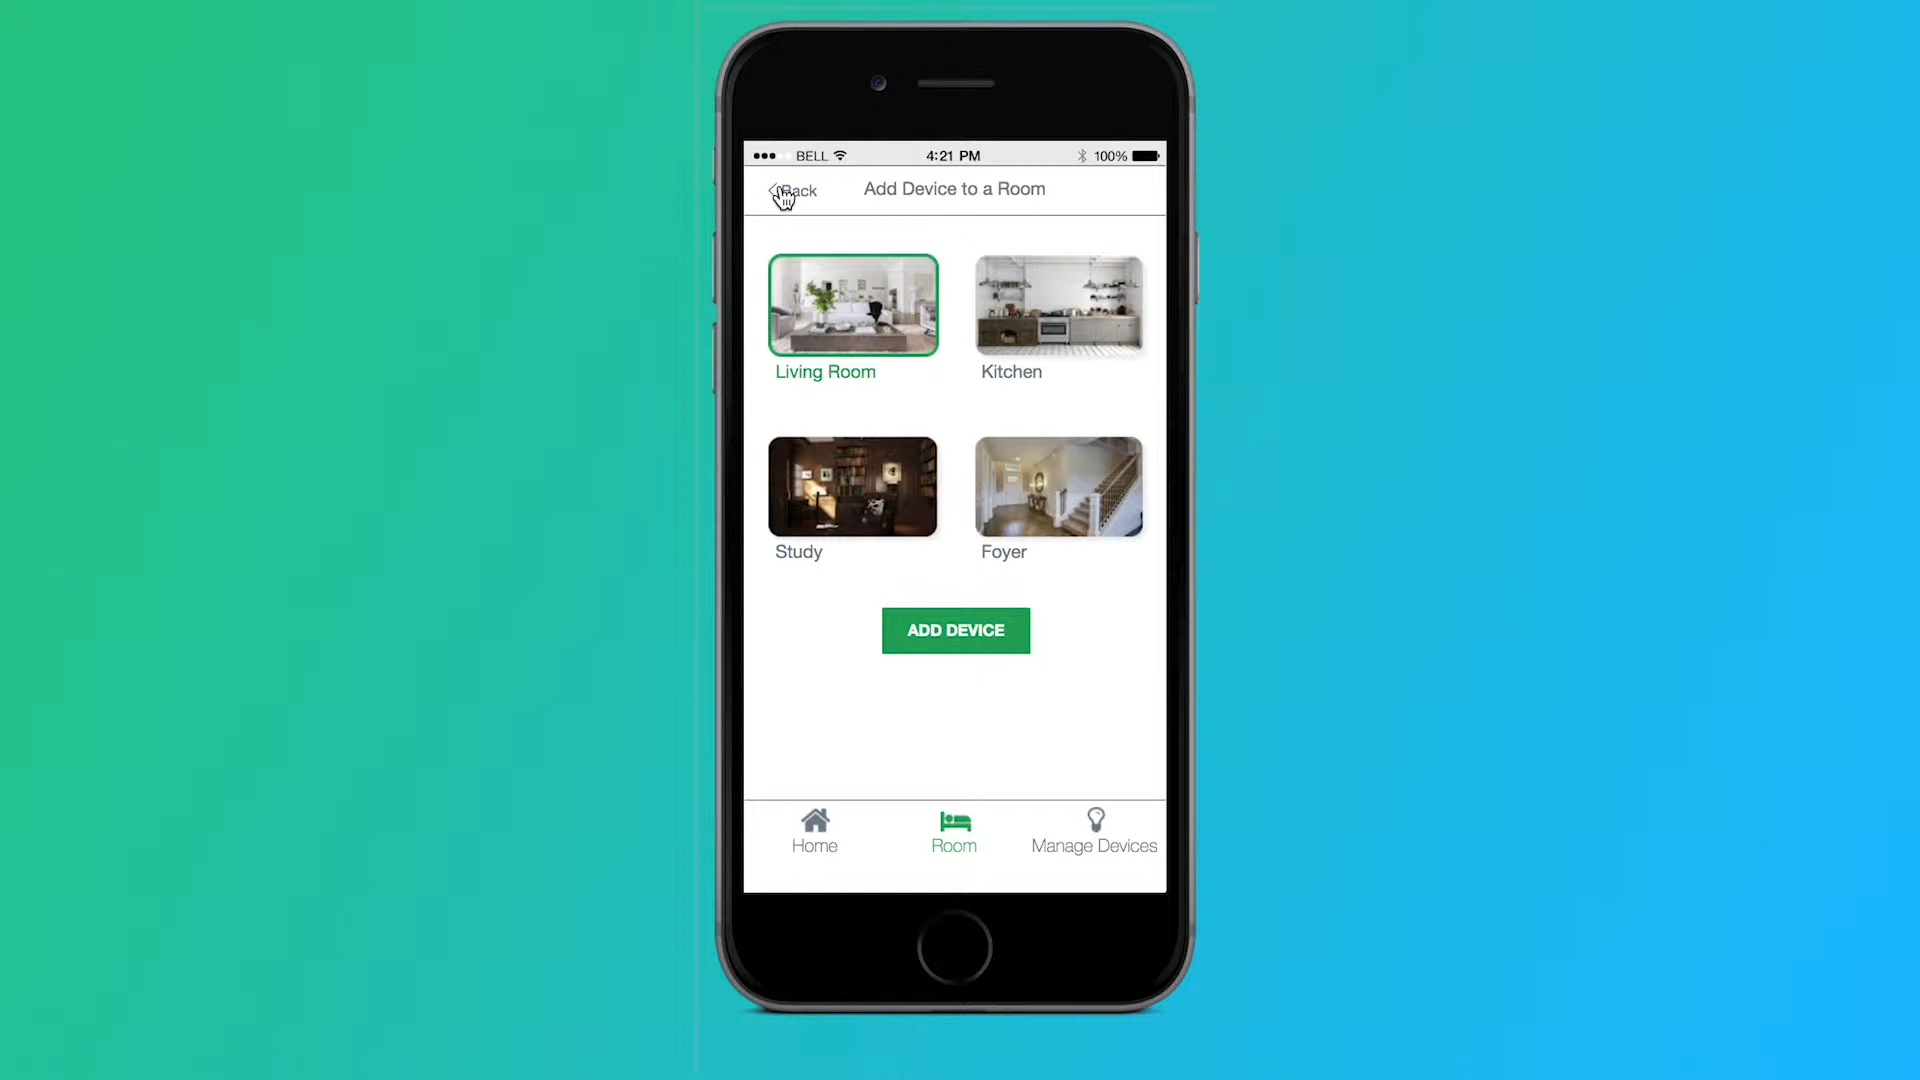 BELL
4:21 PM
100%
Back
Add Device to a Room
Living Room
Kitchen
Study
Foyer
ADD DEVICE
Home
Room
Manage Devices